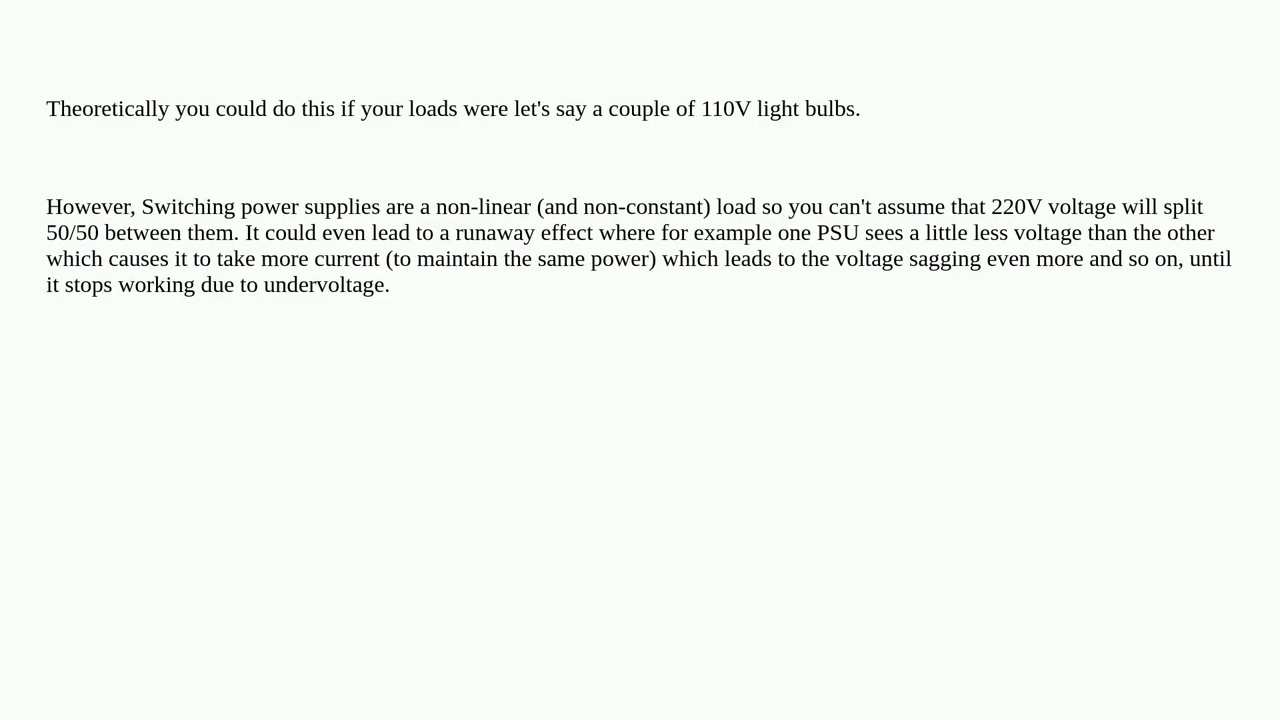 Theoretically you could do this if your loads were let's say a couple of 110V light bulbs.
However, Switching power supplies are a non-linear (and non-constant) load so you can't assume that 220V voltage will split
50/50 between them. It could even lead to a runaway effect where for example one PSU sees a little less voltage than the other
which causes it to take more current (to maintain the same power) which leads to the voltage sagging even more and so on, until
it stops working due to undervoltage.